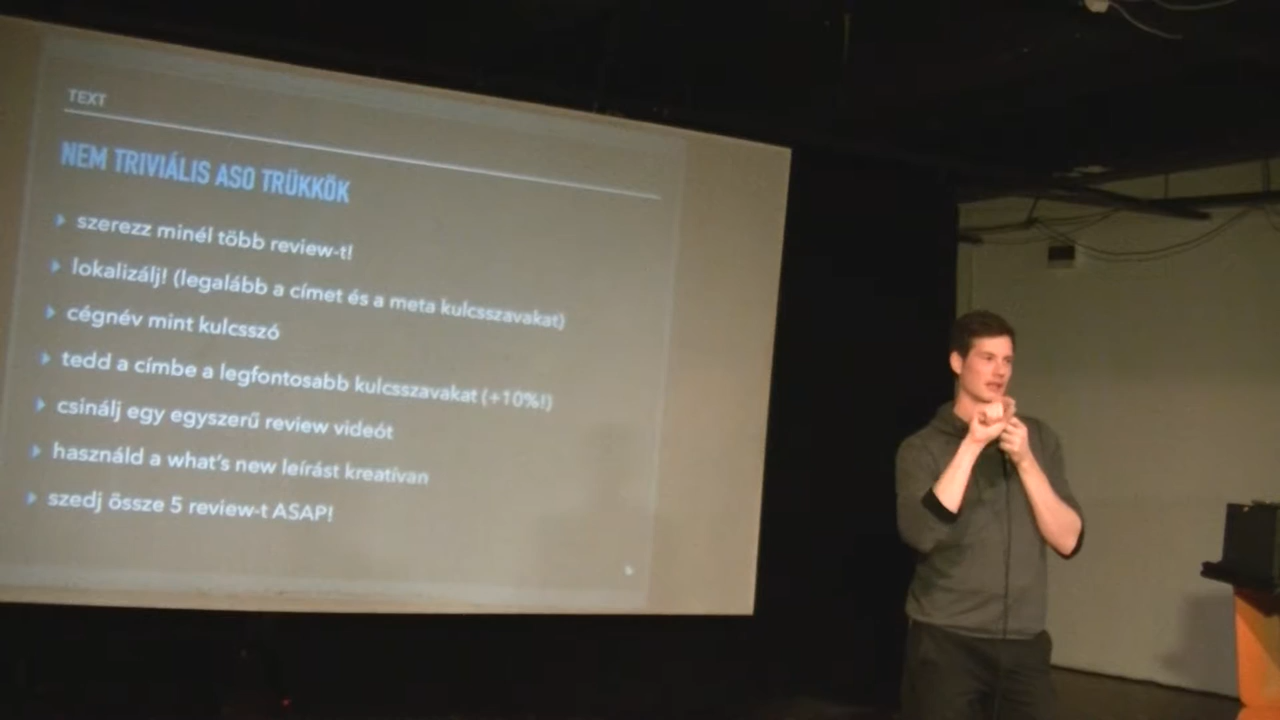 TEXT
NEM TRIVIÁLIS ASO TRÜKKÖK
szerezz minél több review-t!
lokalizálj! (legalább a címet és a meta kulcsszavakat)
cégnév mint kulcsszó
tedd a címbe a legfontosabb kulcsszavakat (+10%!)
csinálj egy egyszerű review videót
használd a what's new leírást kreatívan
szedj össze 5 review-t ASAP!